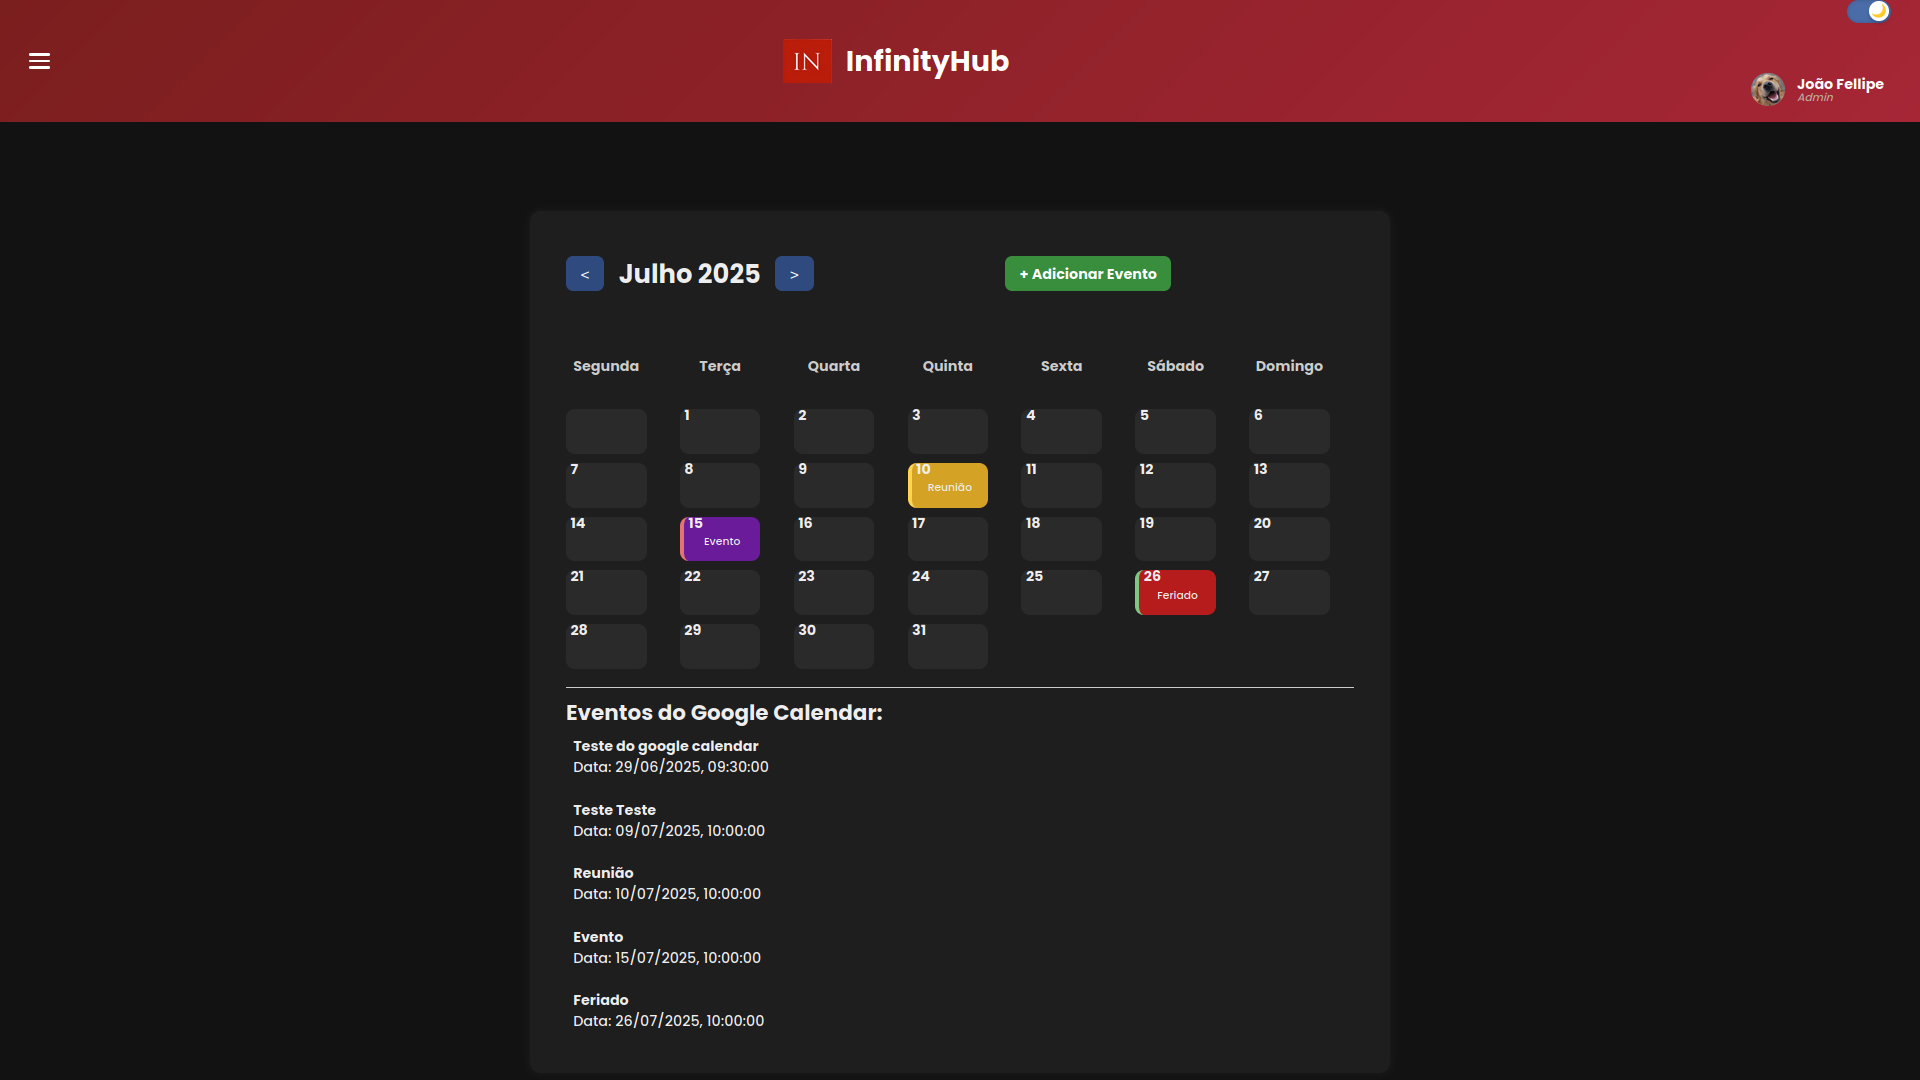 IN InfinityHub
João Fellipe
Admin
< Julho 2025 > + Adicionar Evento
Segunda Terça Quarta Quinta Sexta Sábado Domingo
1 2 3 4 5 6
7 8 9 10 11 12 13
Reunião
14 15 16 17 18 19 20
Evento
21 22 23 24 25 26 27
Feriado
28 29 30 31
Eventos do Google Calendar:
Teste do google calendar
Data: 29/06/2025, 09:30:00
Teste Teste
Data: 09/07/2025, 10:00:00
Reunião
Data: 10/07/2025, 10:00:00
Evento
Data: 15/07/2025, 10:00:00
Feriado
Data: 26/07/2025, 10:00:00